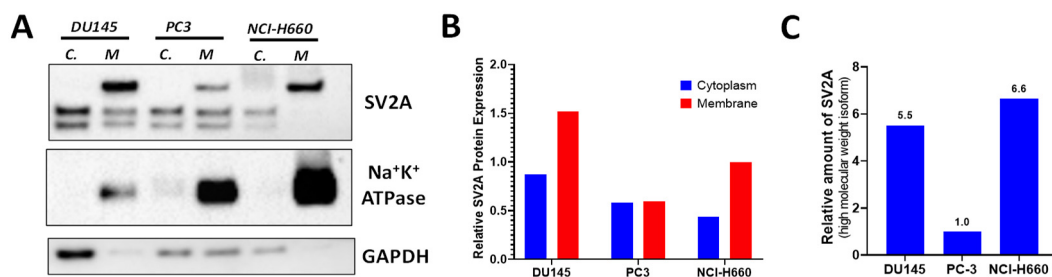 A
DU145 PC3 NCI-H660
C. M C. M C. M
SV2A
Na⁺K⁺
ATPase
GAPDH
B
Relative SV2A Protein Expression
2.0
1.5
1.0
0.5
0.0
Cytoplasm
Membrane
DU145 PC3 NCI-H660
C
Relative amount of SV2A
(high molecular weight isoform)
8
6
4
2
0
5.5
1.0
6.6
DU145 PC-3 NCI-H660